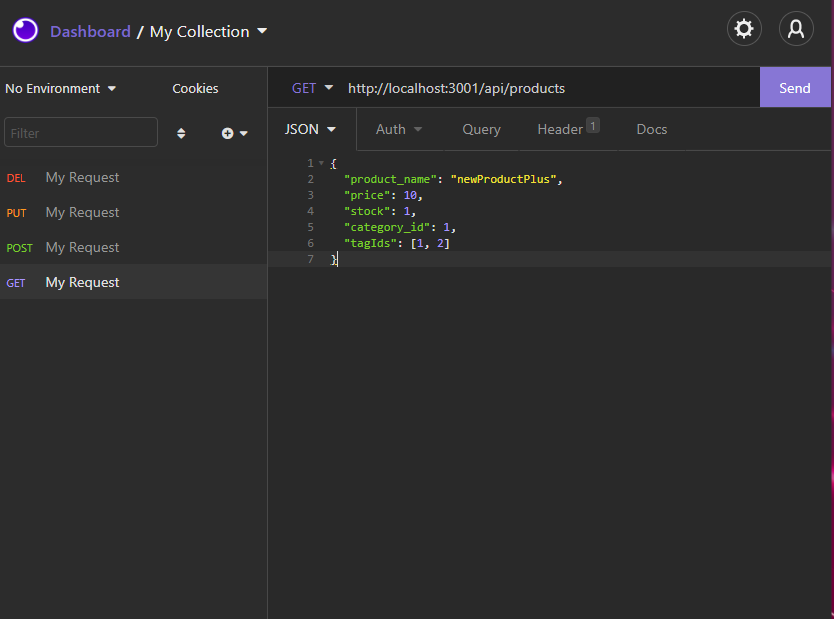 Dashboard / My Collection
No Environment
Cookies
GET
http://localhost:3001/api/products
Send
Filter
JSON
Auth
Query
Header 1
Docs
DEL My Request
PUT My Request
POST My Request
GET My Request
1 {
2 "product_name": "newProductPlus",
3 "price": 10,
4 "stock": 1,
5 "category_id": 1,
6 "tagIds": [1, 2]
7 }